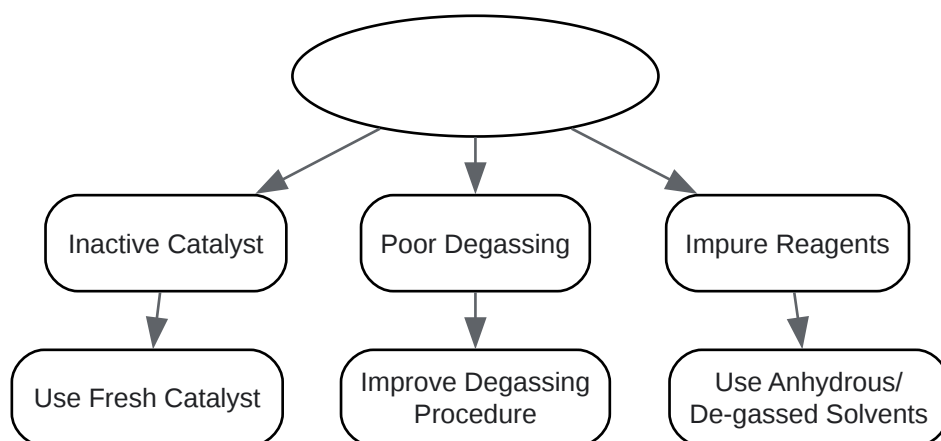 Inactive Catalyst
Poor Degassing
Impure Reagents
Use Fresh Catalyst
Improve Degassing
Procedure
Use Anhydrous/
De-gassed Solvents